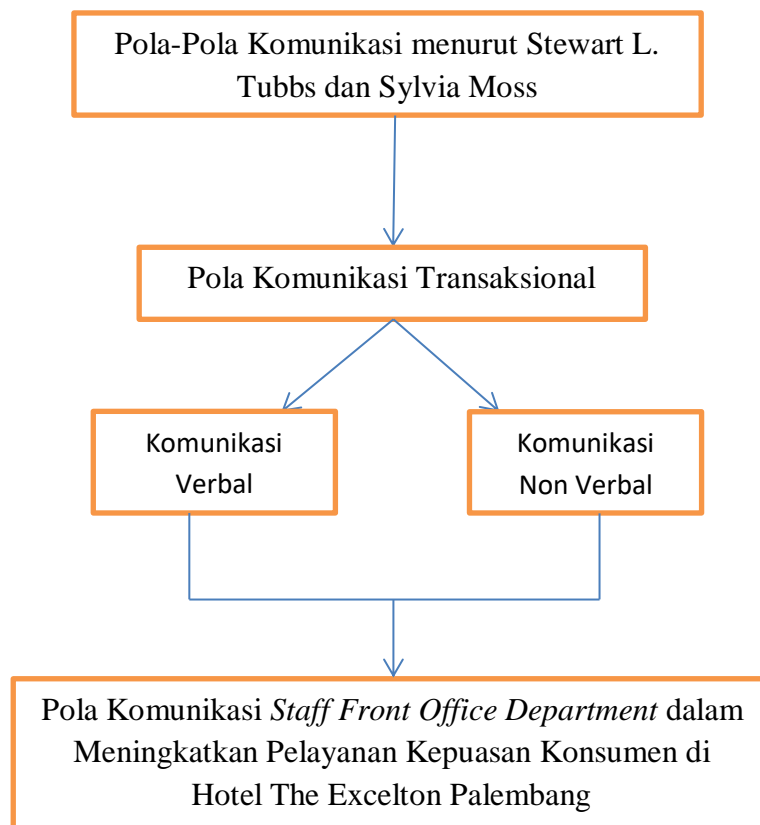 Pola-Pola Komunikasi menurut Stewart L.
Tubbs dan Sylvia Moss
Pola Komunikasi Transaksional
Komunikasi
Verbal
Komunikasi
Non Verbal
Pola Komunikasi Staff Front Office Department dalam
Meningkatkan Pelayanan Kepuasan Konsumen di
Hotel The Excelton Palembang